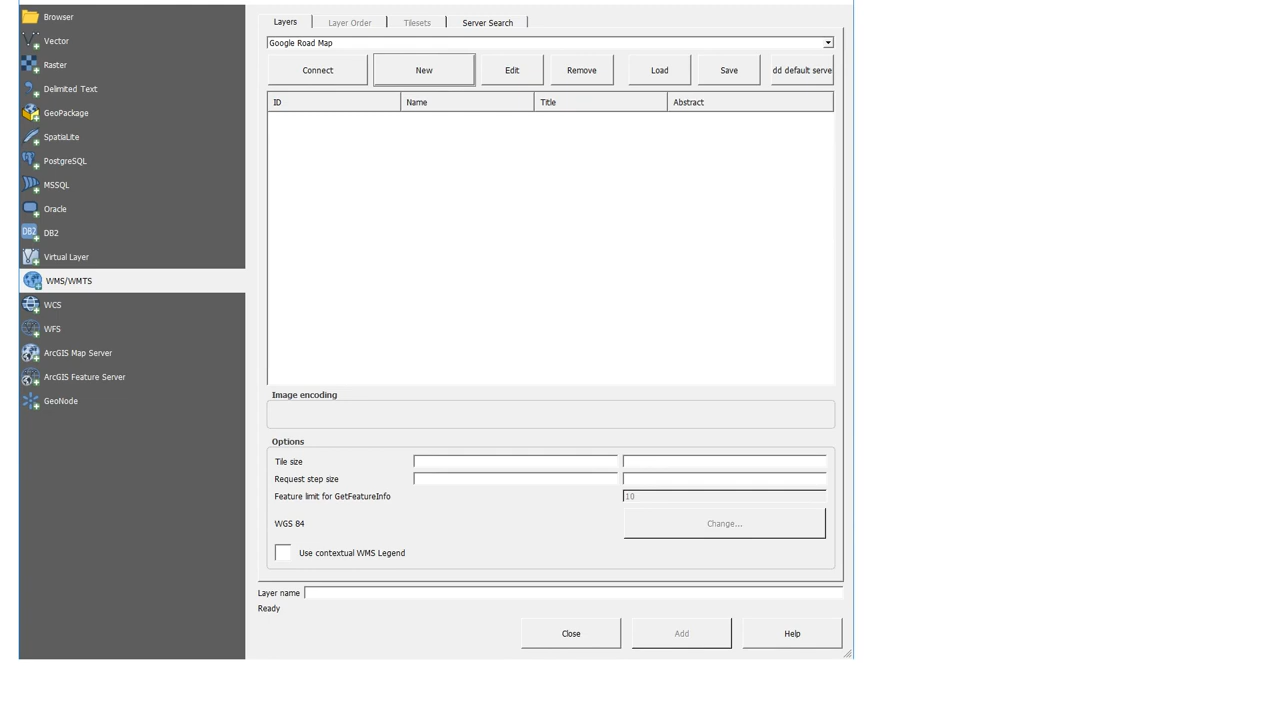 Browser
Vector
Raster
Delimited Text
GeoPackage
SpatiaLite
PostgreSQL
MSSQL
Oracle
DB2 DB2
Virtual Layer
WMS/WMTS
WCS
WFS
ArcGIS Map Server
ArcGIS Feature Server
GeoNode
Layers Layer Order Tilesets Server Search
Google Road Map
Connect New Edit Remove Load Save dd default serve
ID Name Title Abstract
Image encoding
Options
Tile size
Request step size
Feature limit for GetFeatureInfo 10
WGS 84 Change...
Use contextual WMS Legend
Layer name
Ready
Close Add Help